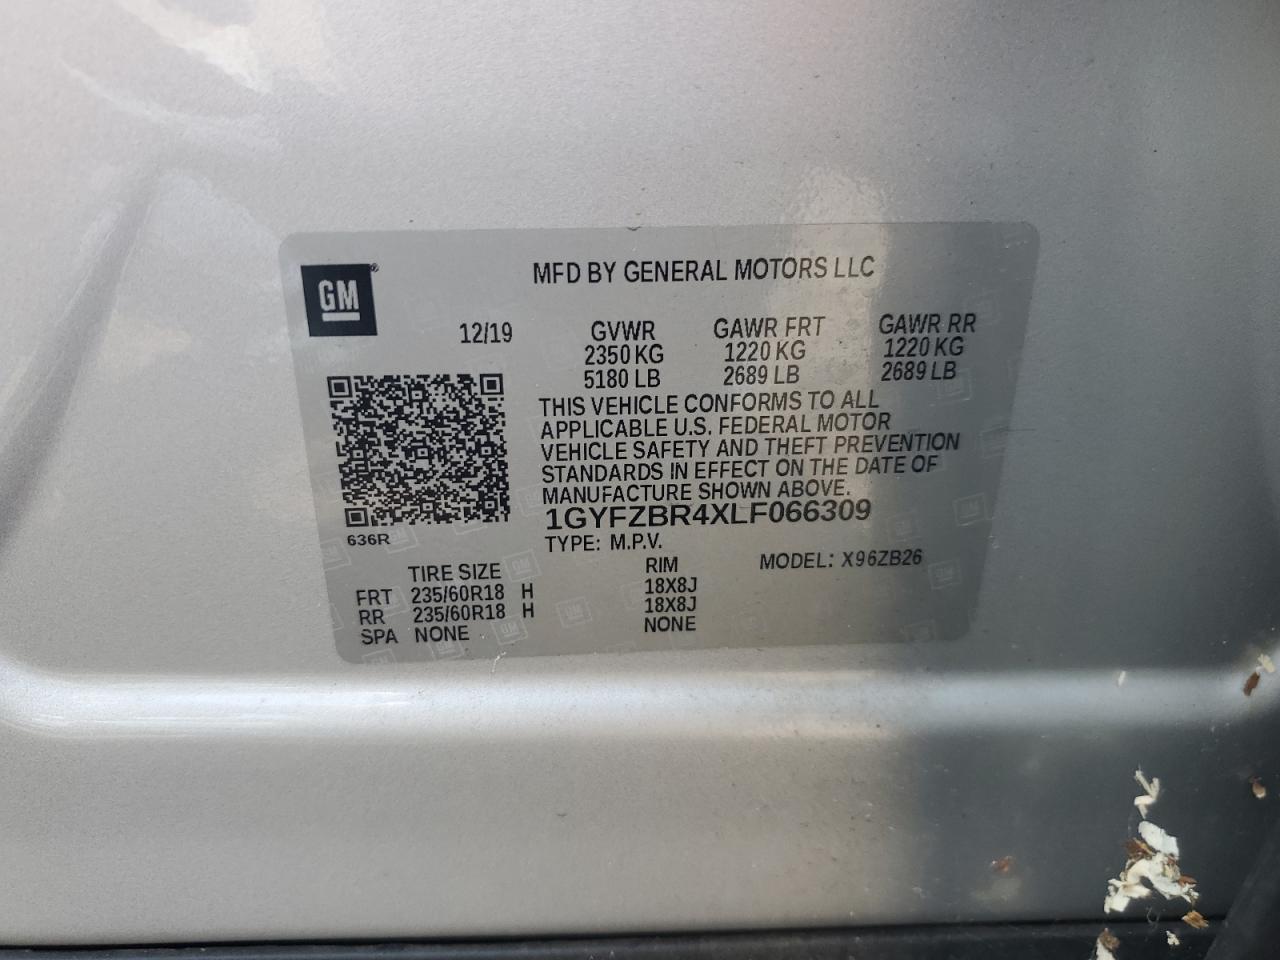 MFD BY GENERAL MOTORS LLC
GM®
12/19
GVWR GAWR FRT GAWR RR
2350 KG 1220 KG 1220 KG
5180 LB 2689 LB 2689 LB
THIS VEHICLE CONFORMS TO ALL
APPLICABLE U.S. FEDERAL MOTOR
VEHICLE SAFETY AND THEFT PREVENTION
STANDARDS IN EFFECT ON THE DATE OF
MANUFACTURE SHOWN ABOVE.
1GYFZBR4XLF066309
636R
TYPE: M.P.V.
MODEL: X96ZB26
TIRE SIZE RIM
FRT 235/60R18 H 18X8J
RR 235/60R18 H 18X8J
SPA NONE NONE